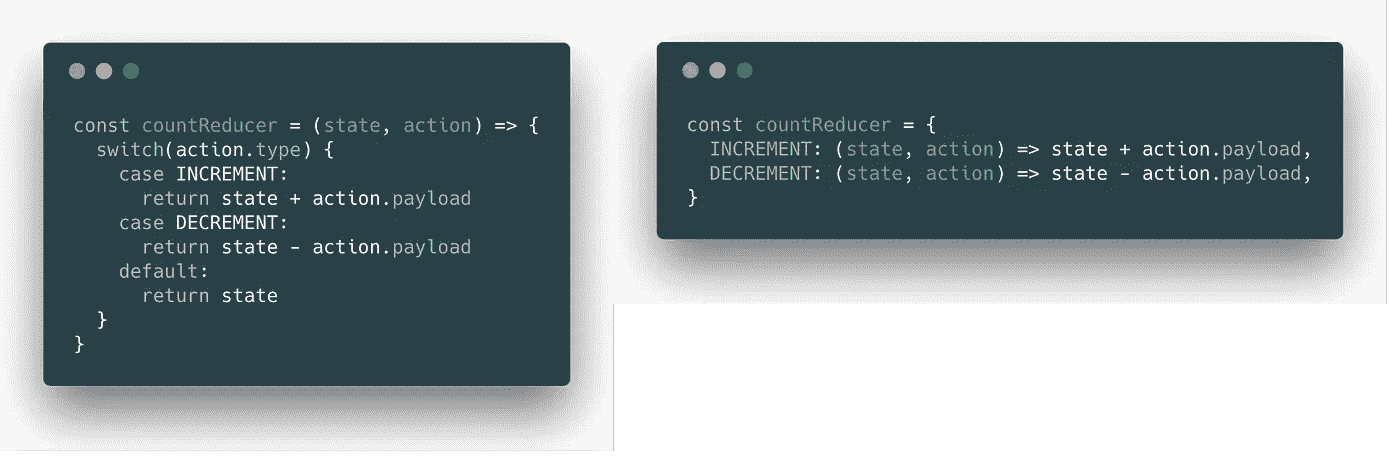 const countReducer = (state, action) => {
  switch(action.type) {
    case INCREMENT:
      return state + action.payload
    case DECREMENT:
      return state - action.payload
    default:
      return state
  }
}
const countReducer = {
  INCREMENT: (state, action) => state + action.payload,
  DECREMENT: (state, action) => state - action.payload,
}